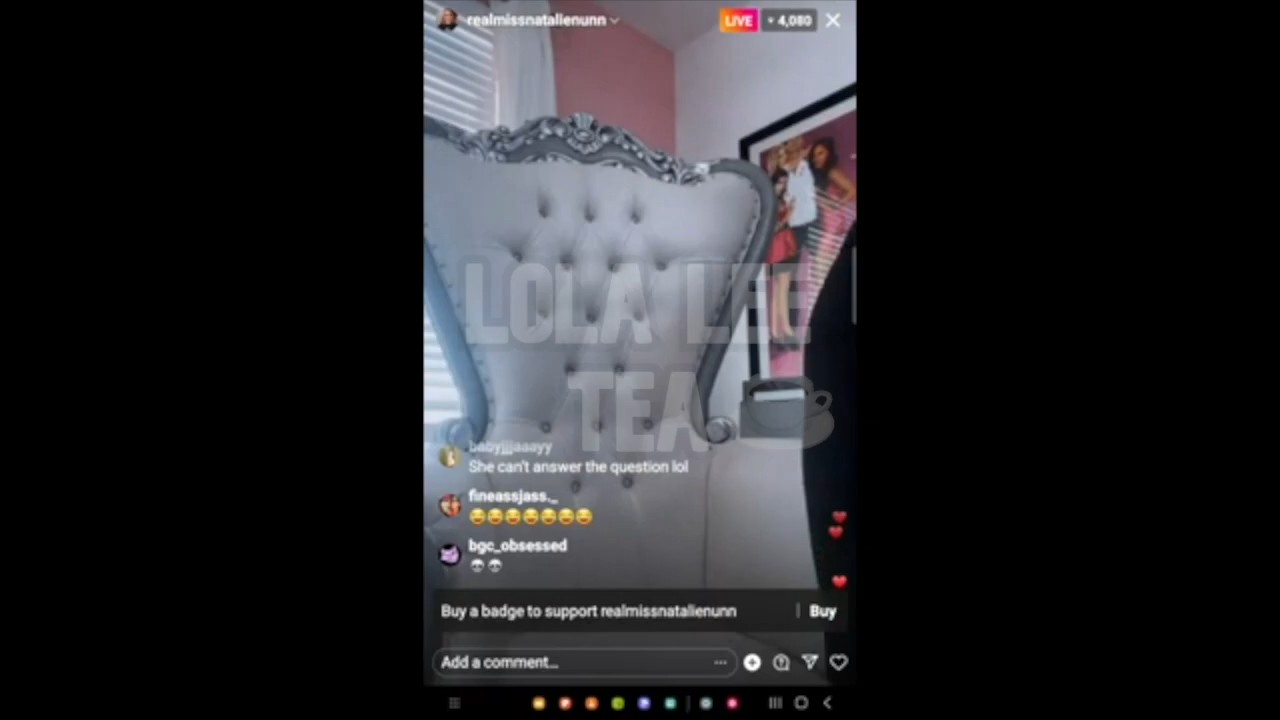 realmissnatalienunn
LIVE
4,080
LOLA LEE
TEA
babyjjjaaayy
She can't answer the question lol
fineassjass._
😂😂😂😂😂😂😂
bgc_obsessed
💀💀
Buy a badge to support realmissnatalienunn
Buy
Add a comment...